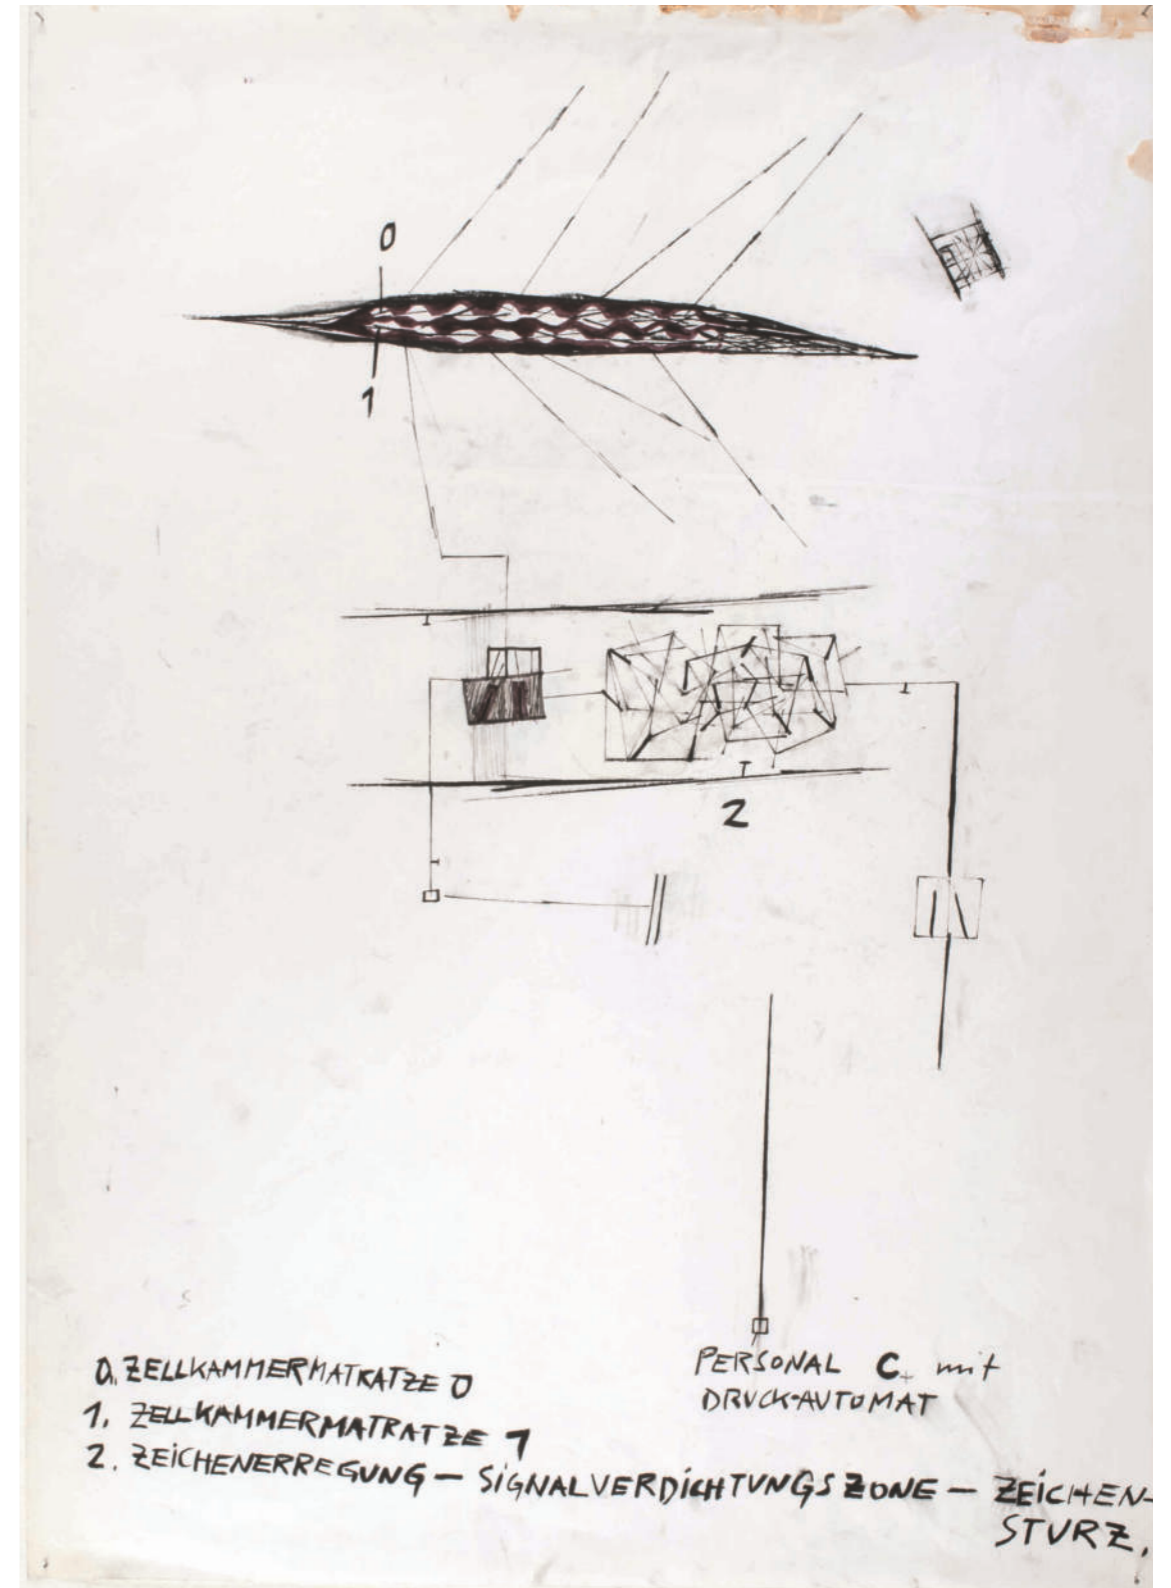 0
1
2
PERSONAL C+ mit
DRUCK-AUTOMAT
0. ZELLKAMMERMATRATZE 0
1. ZELLKAMMERMATRATZE 1
2. ZEICHENERREGUNG – SIGNALVERDICHTUNGSZONE – ZEICHEN-
STURZ.